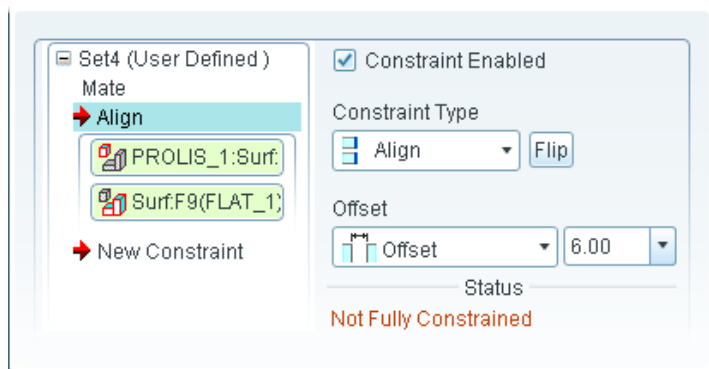 Set4 (User Defined )
Mate
Align
PROLIS_1:Surf:
Surf:F9(FLAT_1)
New Constraint
Constraint Enabled
Constraint Type
Align
Flip
Offset
Offset
6.00
Status
Not Fully Constrained